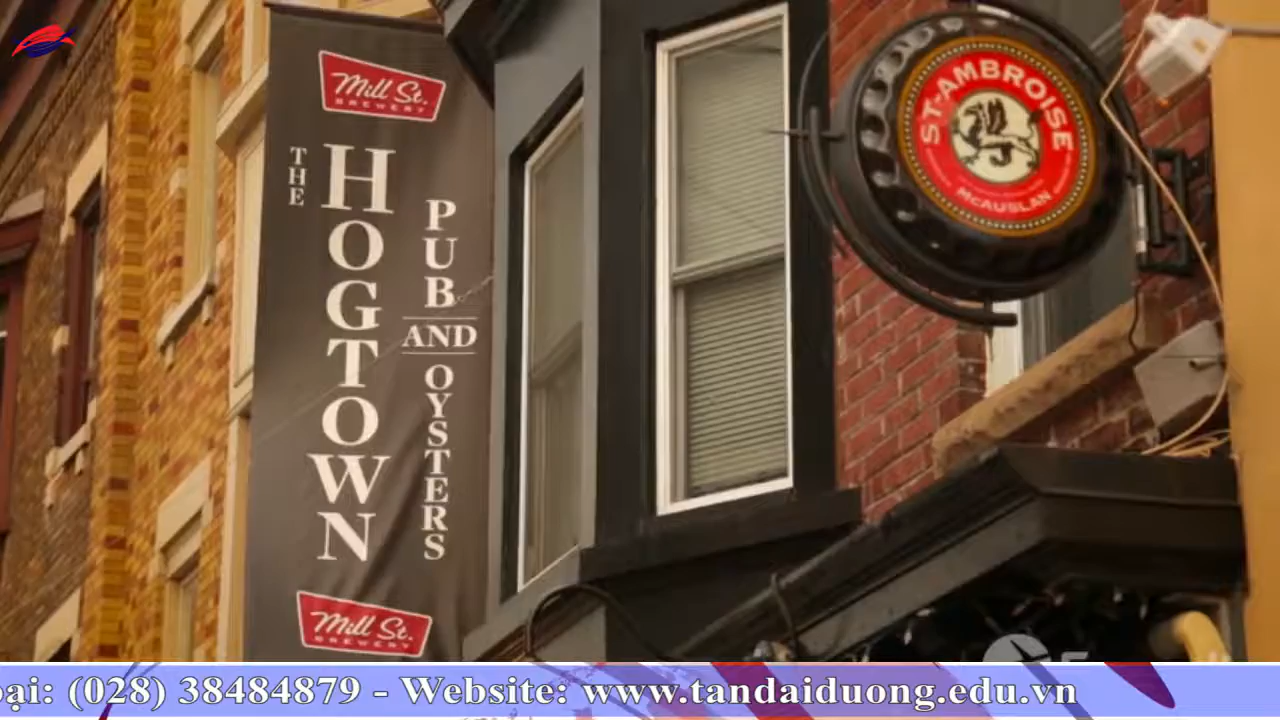 Mill St.
BREWERY
THE
HOGTOWN
PUB
AND
OYSTERS
Mill St.
BREWERY
ST-AMBROISE
McAUSLAN
oại: (028) 38484879 - Website: www.tandaiduong.edu.vn